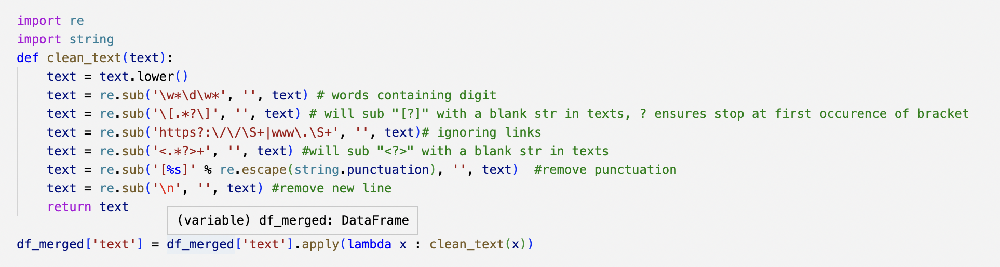 import re
import string
def clean_text(text):
    text = text.lower()
    text = re.sub('\w*\d\w*', '', text) # words containing digit
    text = re.sub('\[.*?\]', '', text) # will sub "[?]" with a blank str in texts, ? ensures stop at first occurence of bracket
    text = re.sub('https?:\/\/\S+|www\.\S+', '', text)# ignoring links
    text = re.sub('<.*?>+', '', text) #will sub "<?>" with a blank str in texts
    text = re.sub('[%s]' % re.escape(string.punctuation), '', text)  #remove punctuation
    text = re.sub('\n', '', text) #remove new line
    return text
(variable) df_merged: DataFrame
df_merged['text'] = df_merged['text'].apply(lambda x : clean_text(x))